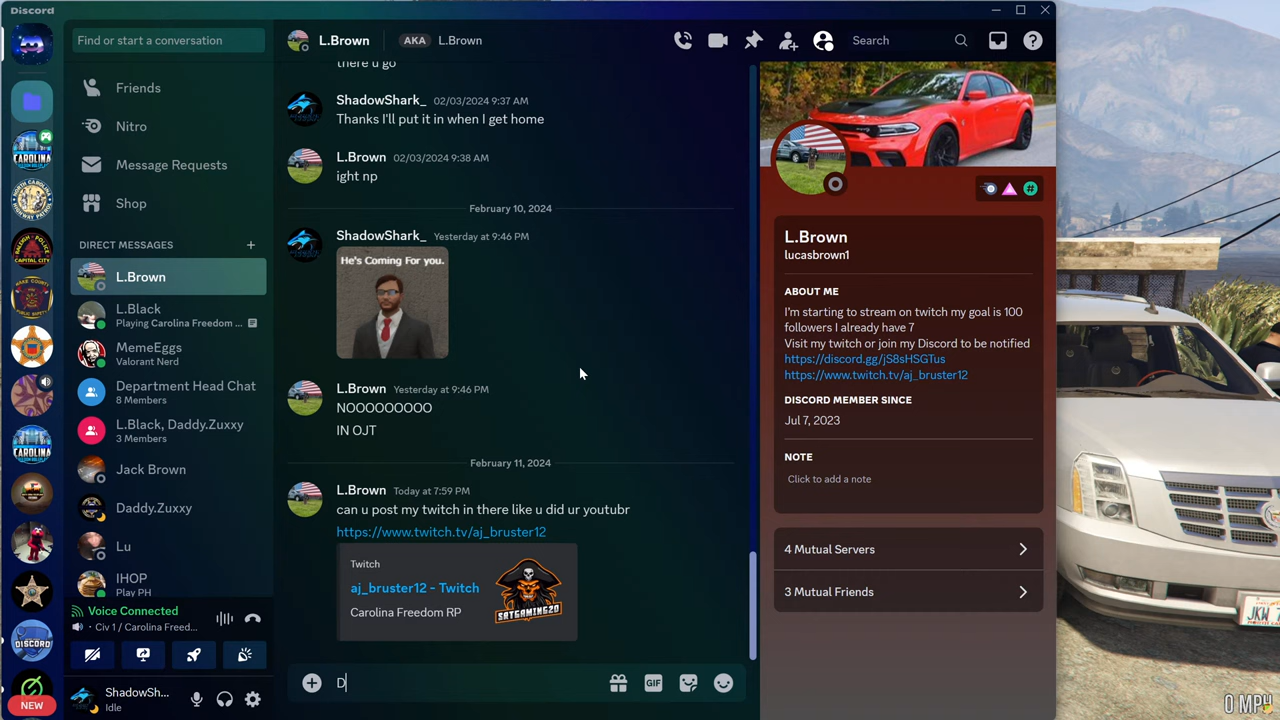 Discord
Find or start a conversation
Friends
Nitro
Message Requests
Shop
DIRECT MESSAGES
L.Brown
L.Black
Playing Carolina Freedom ...
MemeEggs
Valorant Nerd
Department Head Chat
8 Members
L.Black, Daddy.Zuxxy
3 Members
Jack Brown
Daddy.Zuxxy
Lu
IHOP
Play PH
Voice Connected
Civ 1 / Carolina Freed...
ShadowSh...
Idle
NEW
CAROLINA
CAROLINA
DISCORD
L.Brown
AKA L.Brown
Search
there u go
ShadowShark_ 02/03/2024 9:37 AM
Thanks I'll put it in when I get home
L.Brown 02/03/2024 9:38 AM
ight np
February 10, 2024
ShadowShark_ Yesterday at 9:46 PM
He's Coming For you.
L.Brown Yesterday at 9:46 PM
NOOOOOOOOO
IN OJT
February 11, 2024
L.Brown Today at 7:59 PM
can u post my twitch in there like u did ur youtubr
https://www.twitch.tv/aj_bruster12
Twitch
aj_bruster12 - Twitch
Carolina Freedom RP
SATGAMING20
D
GIF
L.Brown
lucasbrown1
ABOUT ME
I'm starting to stream on twitch my goal is 100
followers I already have 7
Visit my twitch or join my Discord to be notified
https://discord.gg/jS8sHSGTus
https://www.twitch.tv/aj_bruster12
DISCORD MEMBER SINCE
Jul 7, 2023
NOTE
Click to add a note
4 Mutual Servers
3 Mutual Friends
0 MPH